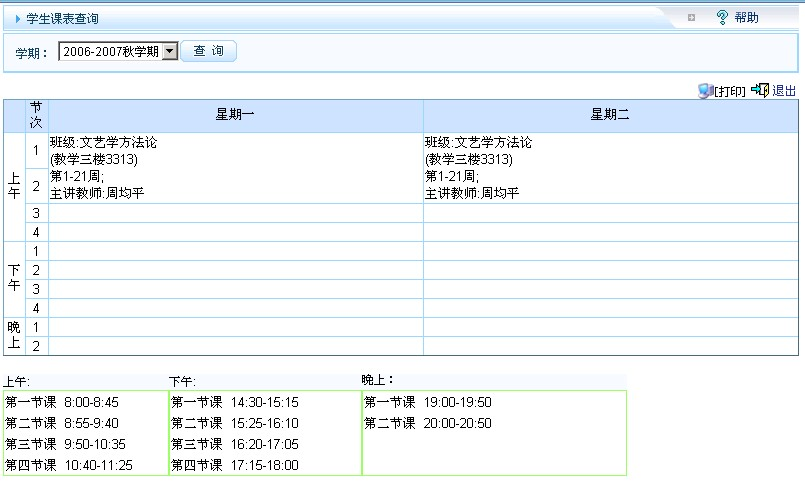 学生课表查询
帮助
学期： 2006-2007秋学期 查 询
[打印] 退出
节次 星期一 星期二
上午
1
2
班级:文艺学方法论
(教学三楼3313)
第1-21周;
主讲教师:周均平
班级:文艺学方法论
(教学三楼3313)
第1-21周;
主讲教师:周均平
3
4
下午
1
2
3
4
晚上
1
2
上午: 下午: 晚上：
第一节课 8:00-8:45 第一节课 14:30-15:15 第一节课 19:00-19:50
第二节课 8:55-9:40 第二节课 15:25-16:10 第二节课 20:00-20:50
第三节课 9:50-10:35 第三节课 16:20-17:05
第四节课 10:40-11:25 第四节课 17:15-18:00